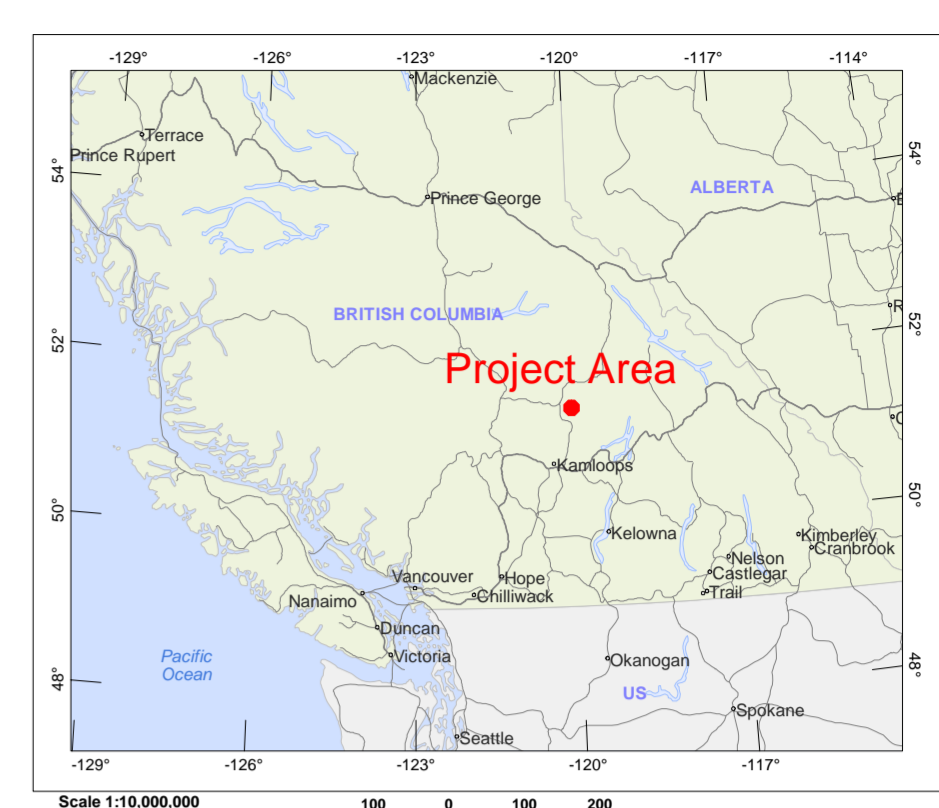 -129° -126° -123° -120° -117° -114°
Mackenzie
Terrace
Prince Rupert
54° 54°
ALBERTA
Prince George
E
R
BRITISH COLUMBIA
52° 52°
Project Area
C
Kamloops
50° 50°
Kelowna
Kimberley
Cranbrook
Nelson
Castlegar
Trail
Vancouver
Hope
Chilliwack
Nanaimo
Duncan
Victoria
Pacific
Ocean
Okanogan
48° 48°
US
Spokane
Seattle
-129° -126° -123° -120° -117°
Scale 1:10,000,000 100 0 100 200